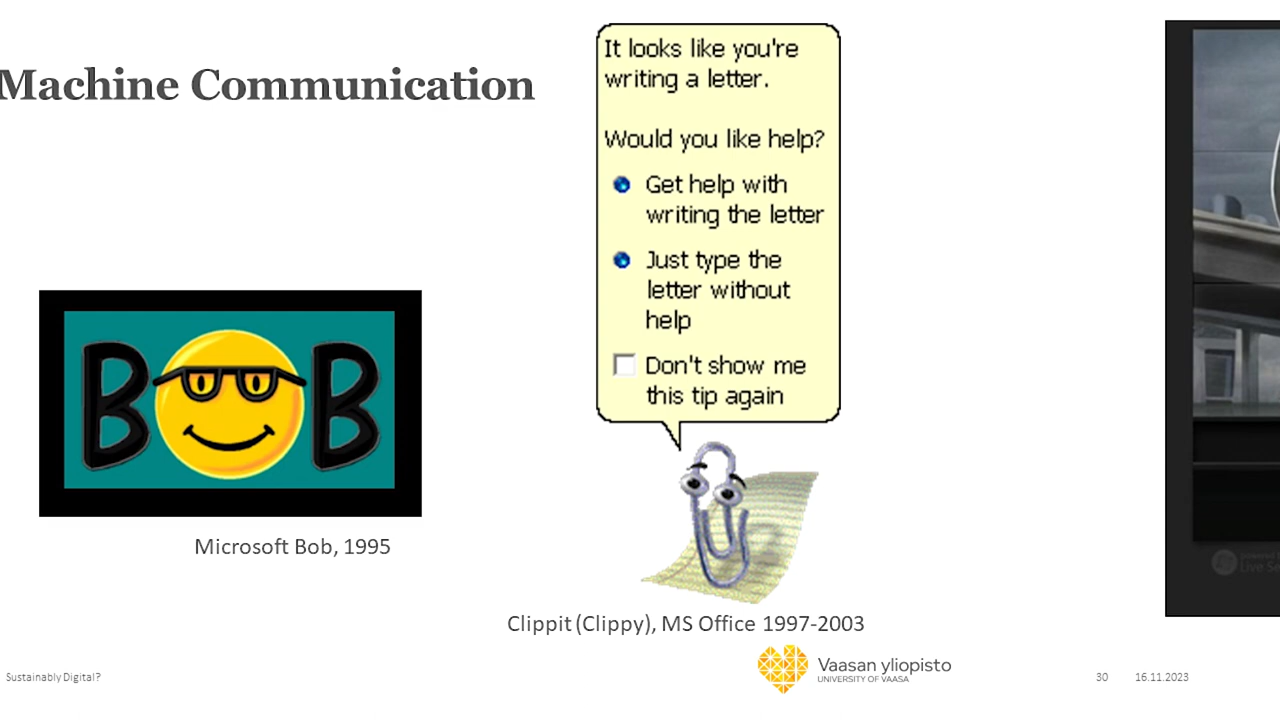 Machine Communication
It looks like you're
writing a letter.
Would you like help?
Get help with
writing the letter
Just type the
letter without
help
Don't show me
this tip again
BOB
Microsoft Bob, 1995
Clippit (Clippy), MS Office 1997-2003
Sustainably Digital?
Vaasan yliopisto
UNIVERSITY OF VAASA
30
16.11.2023